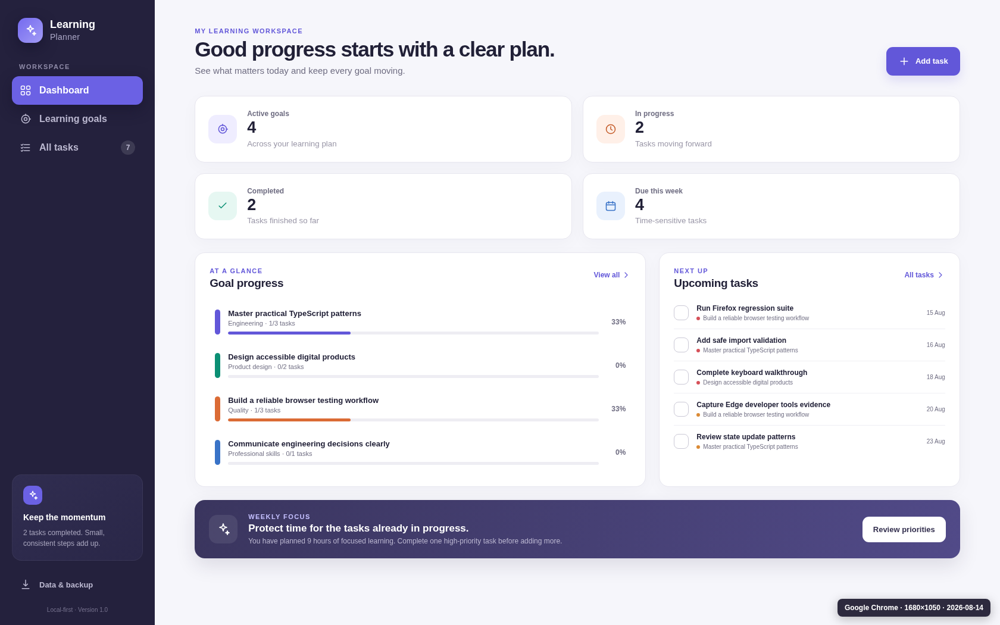 Learning
Planner
WORKSPACE
Dashboard
Learning goals
All tasks 7
Keep the momentum
2 tasks completed. Small,
consistent steps add up.
Data & backup
Local-first · Version 1.0
MY LEARNING WORKSPACE
Good progress starts with a clear plan.
See what matters today and keep every goal moving.
Add task
Active goals
4
Across your learning plan
In progress
2
Tasks moving forward
Completed
2
Tasks finished so far
Due this week
4
Time-sensitive tasks
AT A GLANCE
Goal progress
View all
Master practical TypeScript patterns
Engineering · 1/3 tasks
33%
Design accessible digital products
Product design · 0/2 tasks
0%
Build a reliable browser testing workflow
Quality · 1/3 tasks
33%
Communicate engineering decisions clearly
Professional skills · 0/1 tasks
0%
NEXT UP
Upcoming tasks
All tasks
Run Firefox regression suite
Build a reliable browser testing workflow
15 Aug
Add safe import validation
Master practical TypeScript patterns
16 Aug
Complete keyboard walkthrough
Design accessible digital products
18 Aug
Capture Edge developer tools evidence
Build a reliable browser testing workflow
20 Aug
Review state update patterns
Master practical TypeScript patterns
23 Aug
WEEKLY FOCUS
Protect time for the tasks already in progress.
You have planned 9 hours of focused learning. Complete one high-priority task before adding more.
Review priorities
Google Chrome · 1680×1050 · 2026-08-14